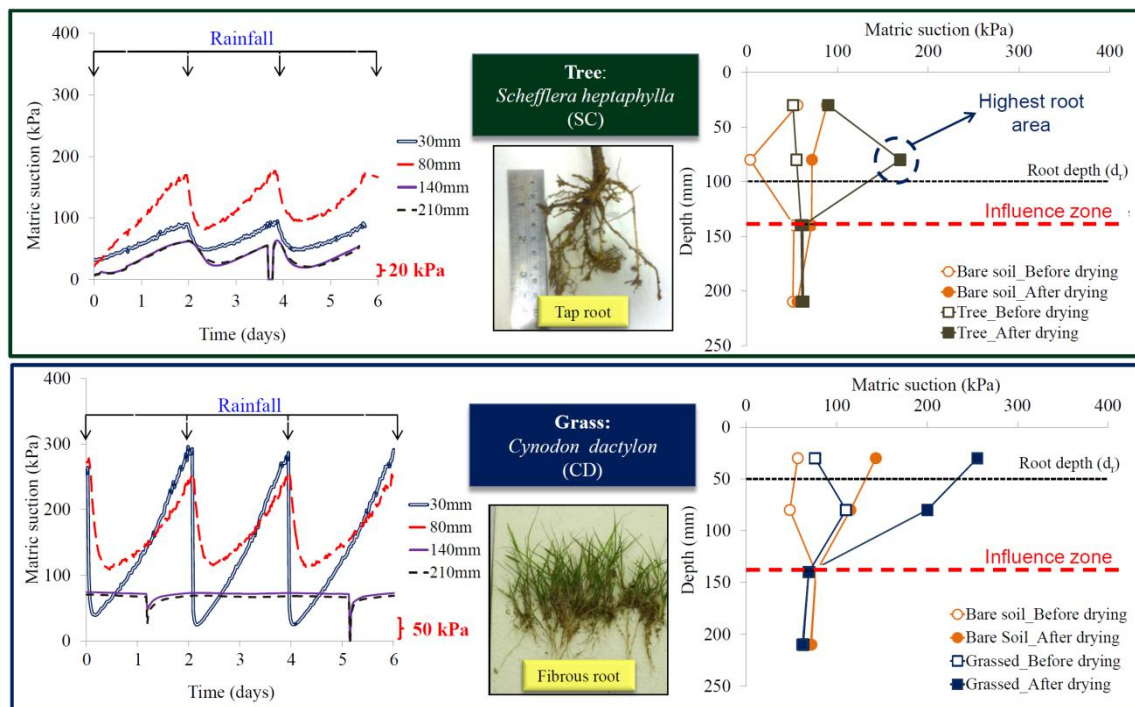 Rainfall
400
300
200
100
0
Matric suction (kPa)
0 1 2 3 4 5 6
Time (days)
30mm
80mm
140mm
210mm
20 kPa
Tree:
Schefflera heptaphylla
(SC)
Tap root
Matric suction (kPa)
0 100 200 300 400
0
50
100
150
200
250
Depth (mm)
Highest root
area
Root depth (dr)
Influence zone
Bare soil_Before drying
Bare soil_After drying
Tree_Before drying
Tree_After drying
Rainfall
400
300
200
100
0
Matric suction (kPa)
0 1 2 3 4 5 6
Time (days)
30mm
80mm
140mm
210mm
50 kPa
Grass:
Cynodon dactylon
(CD)
Fibrous root
Matric suction (kPa)
0 100 200 300 400
0
50
100
150
200
250
Depth (mm)
Root depth (dr)
Influence zone
Bare soil_Before drying
Bare Soil_After drying
Grassed_Before drying
Grassed_After drying